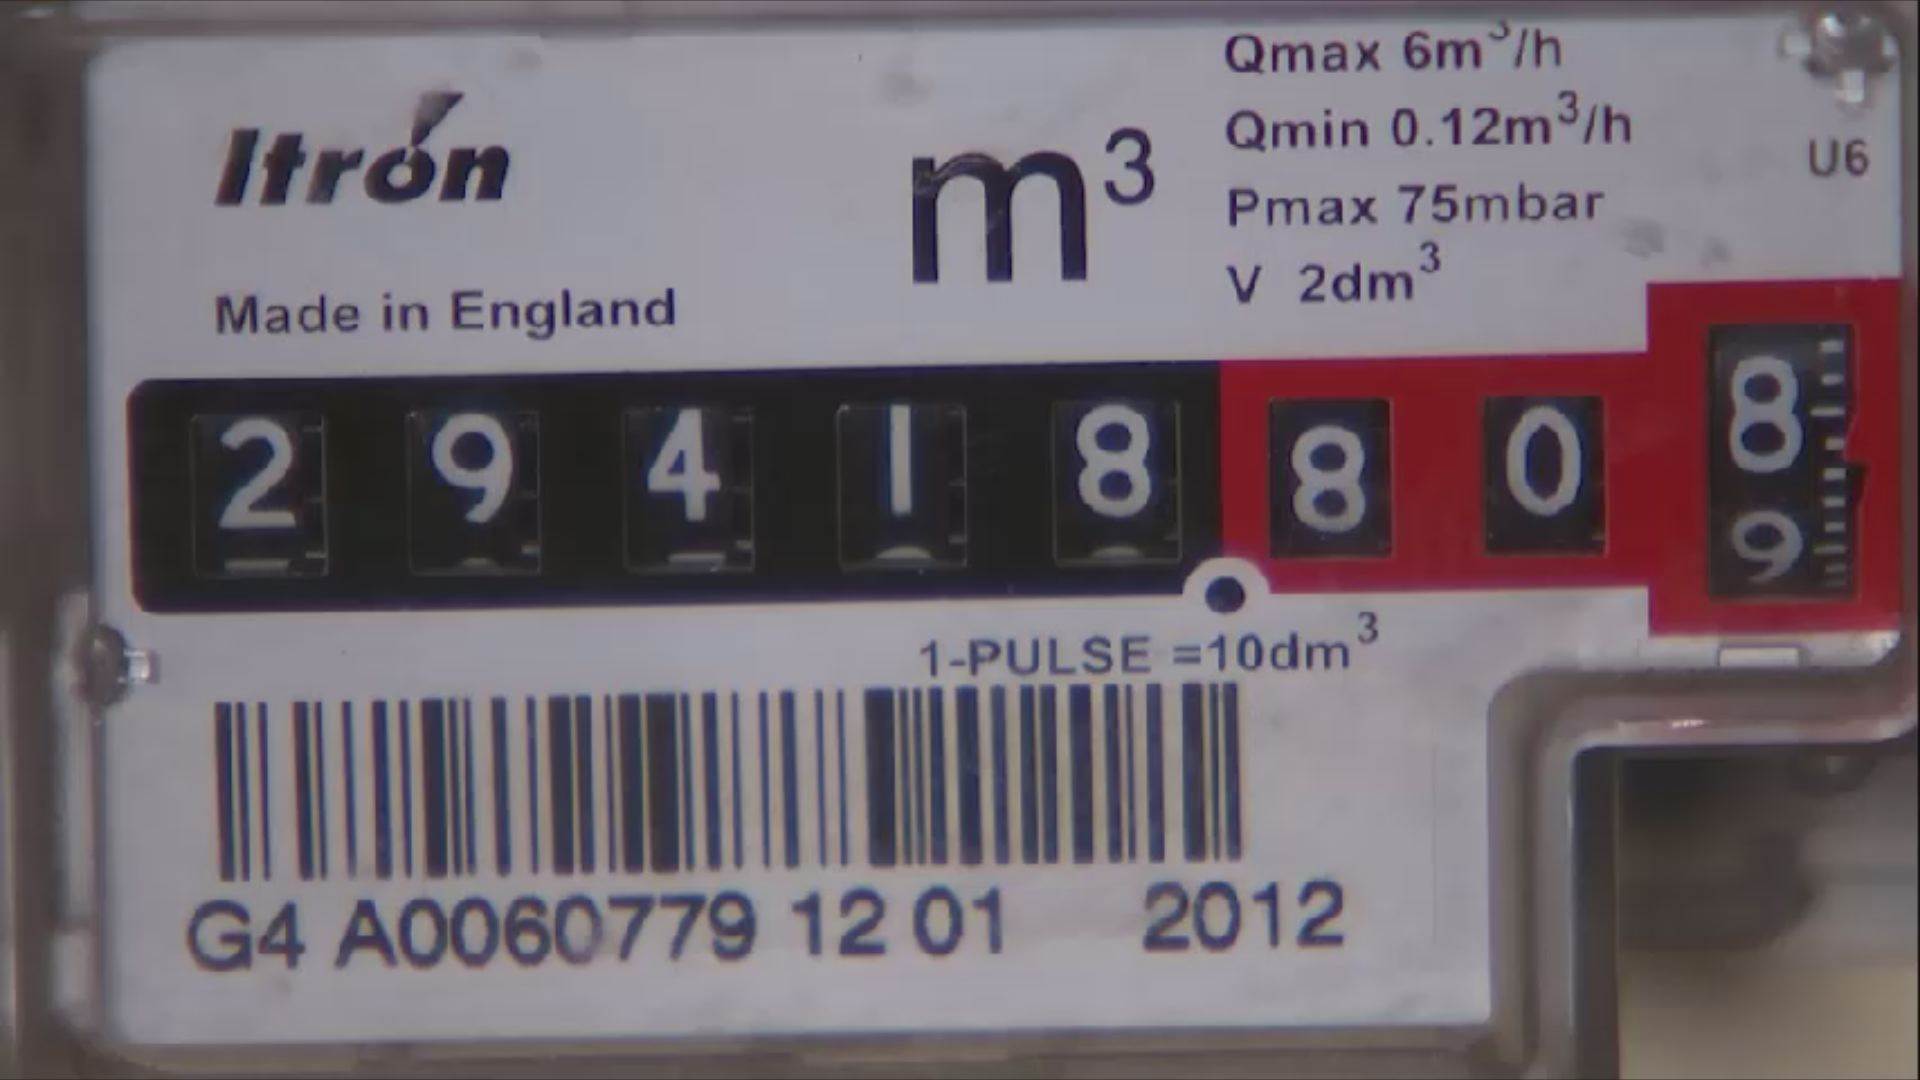 Itrón
m³
Qmax 6m³/h
Qmin 0.12m³/h
Pmax 75mbar
V 2dm³
U6
Made in England
2 9 4 1 8 8 0 8
9
1-PULSE =10dm³
G4 A0060779 12 01 2012